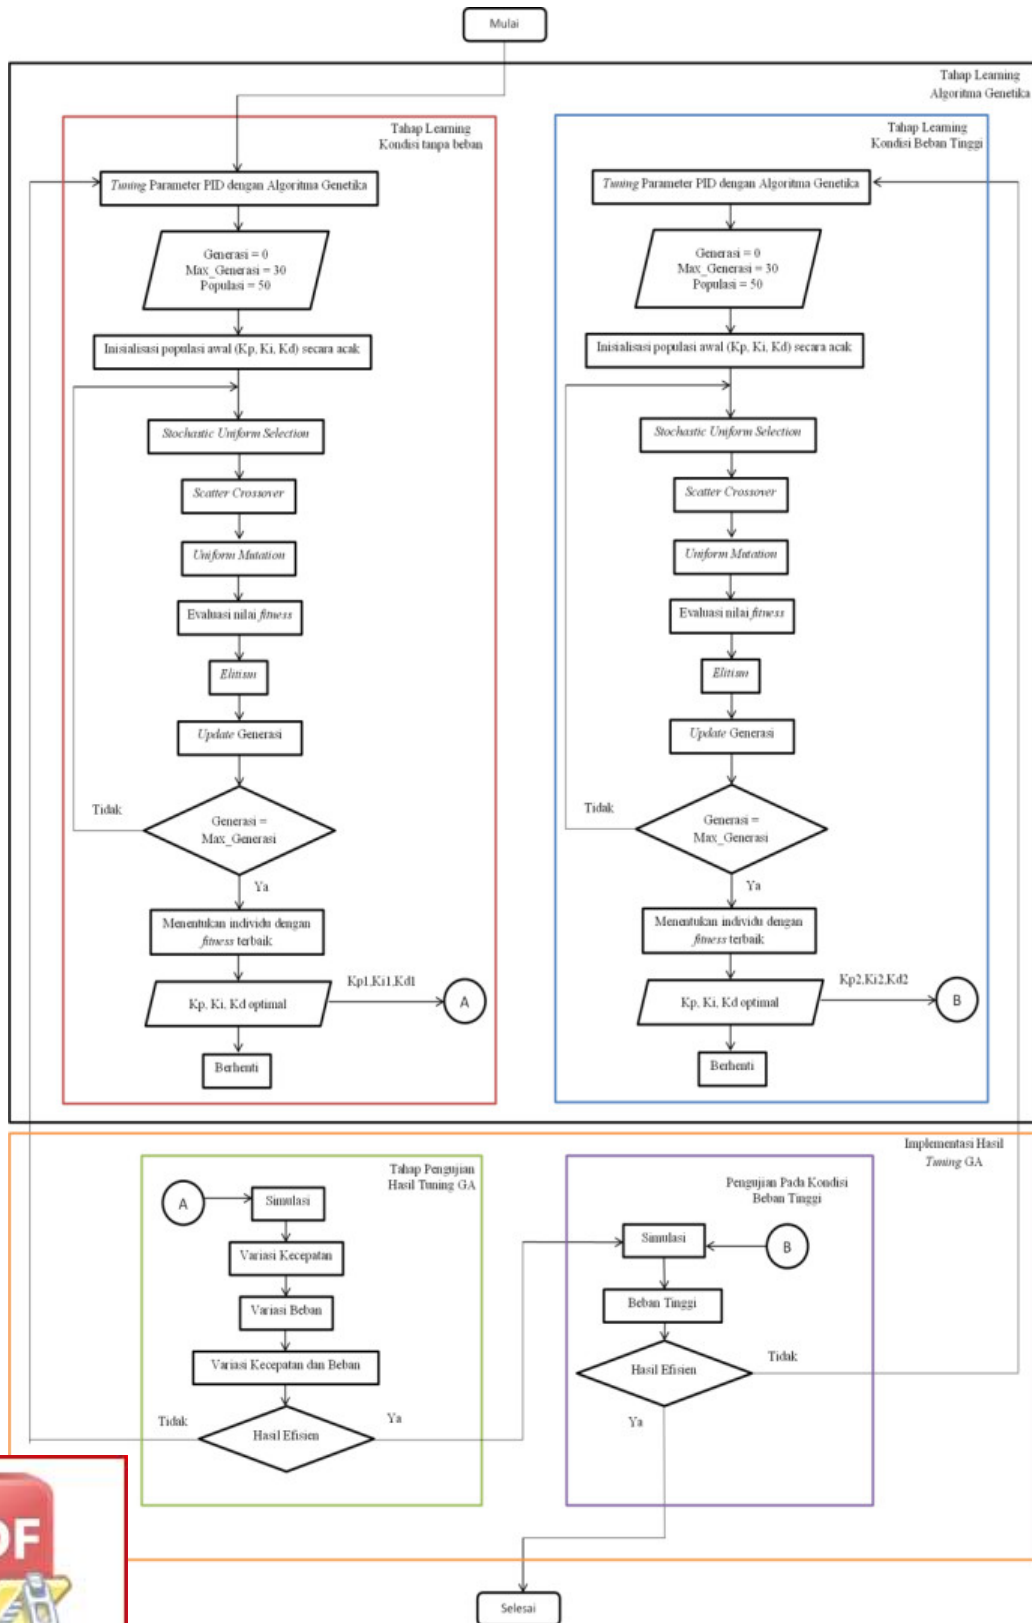 Mulai
Tahap Learning
Algoritma Genetika
Tahap Learning
Kondisi tanpa beban
Tuning Parameter PID dengan Algoritma Genetika
Generasi = 0
Max_Generasi = 30
Populasi = 50
Inisialisasi populasi awal (Kp, Ki, Kd) secara acak
Stochastic Uniform Selection
Scatter Crossover
Uniform Mutation
Evaluasi nilai fitness
Elitism
Update Generasi
Tidak
Generasi =
Max_Generasi
Ya
Menentukan individu dengan
fitness terbaik
Kp, Ki, Kd optimal
Kp1,Ki1,Kd1
A
Berhenti
Tahap Learning
Kondisi Beban Tinggi
Tuning Parameter PID dengan Algoritma Genetika
Generasi = 0
Max_Generasi = 30
Populasi = 50
Inisialisasi populasi awal (Kp, Ki, Kd) secara acak
Stochastic Uniform Selection
Scatter Crossover
Uniform Mutation
Evaluasi nilai fitness
Elitism
Update Generasi
Tidak
Generasi =
Max_Generasi
Ya
Menentukan individu dengan
fitness terbaik
Kp, Ki, Kd optimal
Kp2,Ki2,Kd2
B
Berhenti
Implementasi Hasil
Tuning GA
Tahap Pengujian
Hasil Tuning GA
A
Simulasi
Variasi Kecepatan
Variasi Beban
Variasi Kecepatan dan Beban
Tidak
Hasil Efisien
Ya
Pengujian Pada Kondisi
Beban Tinggi
Simulasi
B
Beban Tinggi
Hasil Efisien
Tidak
Ya
DF
Selesai